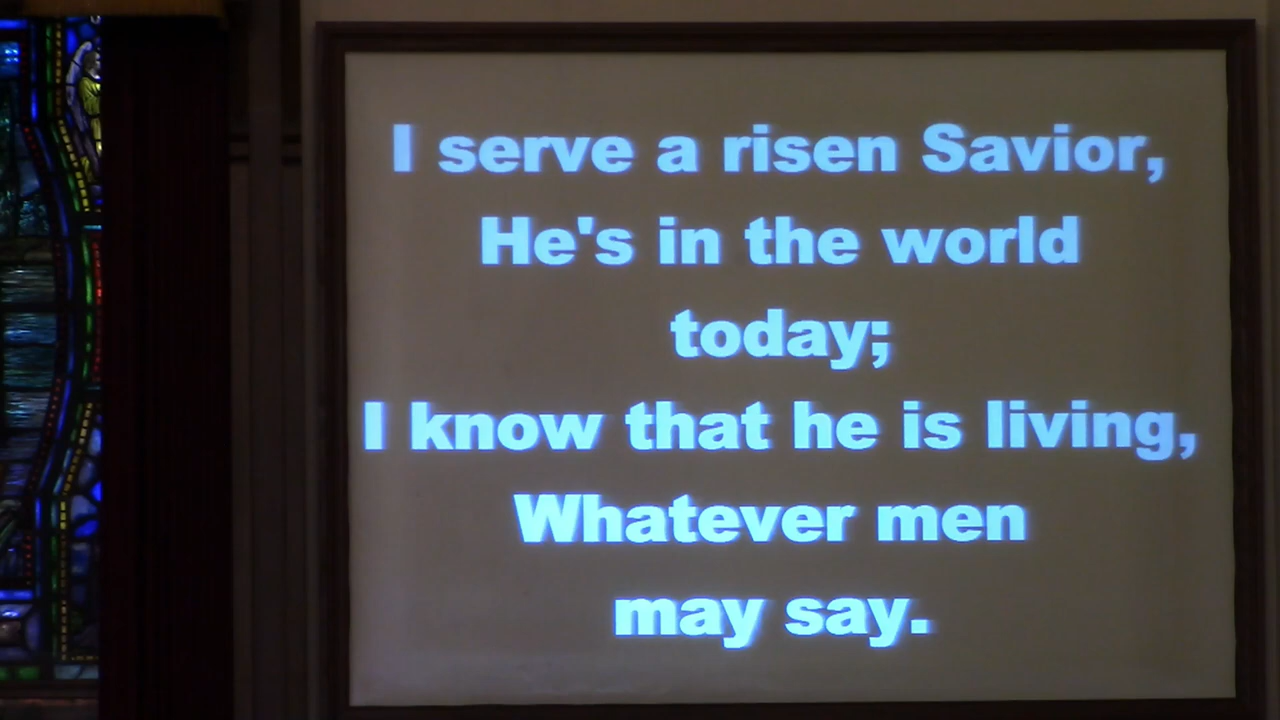 I serve a risen Savior,
He's in the world
today;
I know that he is living,
Whatever men
may say.